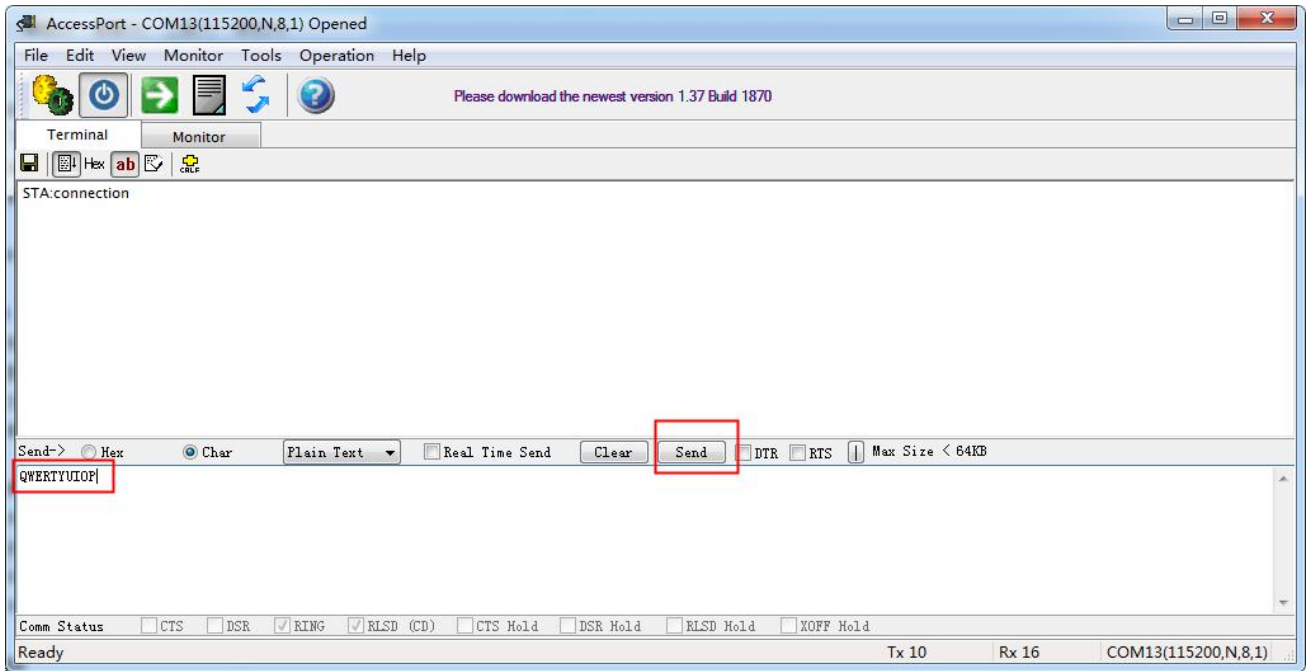 AccessPort - COM13(115200,N,8,1) Opened
File Edit View Monitor Tools Operation Help
Please download the newest version 1.37 Build 1870
Terminal Monitor
Hex ab CRLF
STA:connection
Send-> Hex Char Plain Text Real Time Send Clear Send DTR RTS Max Size < 64KB
QWERTYUIOP
Comm Status CTS DSR RING RLSD (CD) CTS Hold DSR Hold RLSD Hold XOFF Hold
Ready Tx 10 Rx 16 COM13(115200,N,8,1)